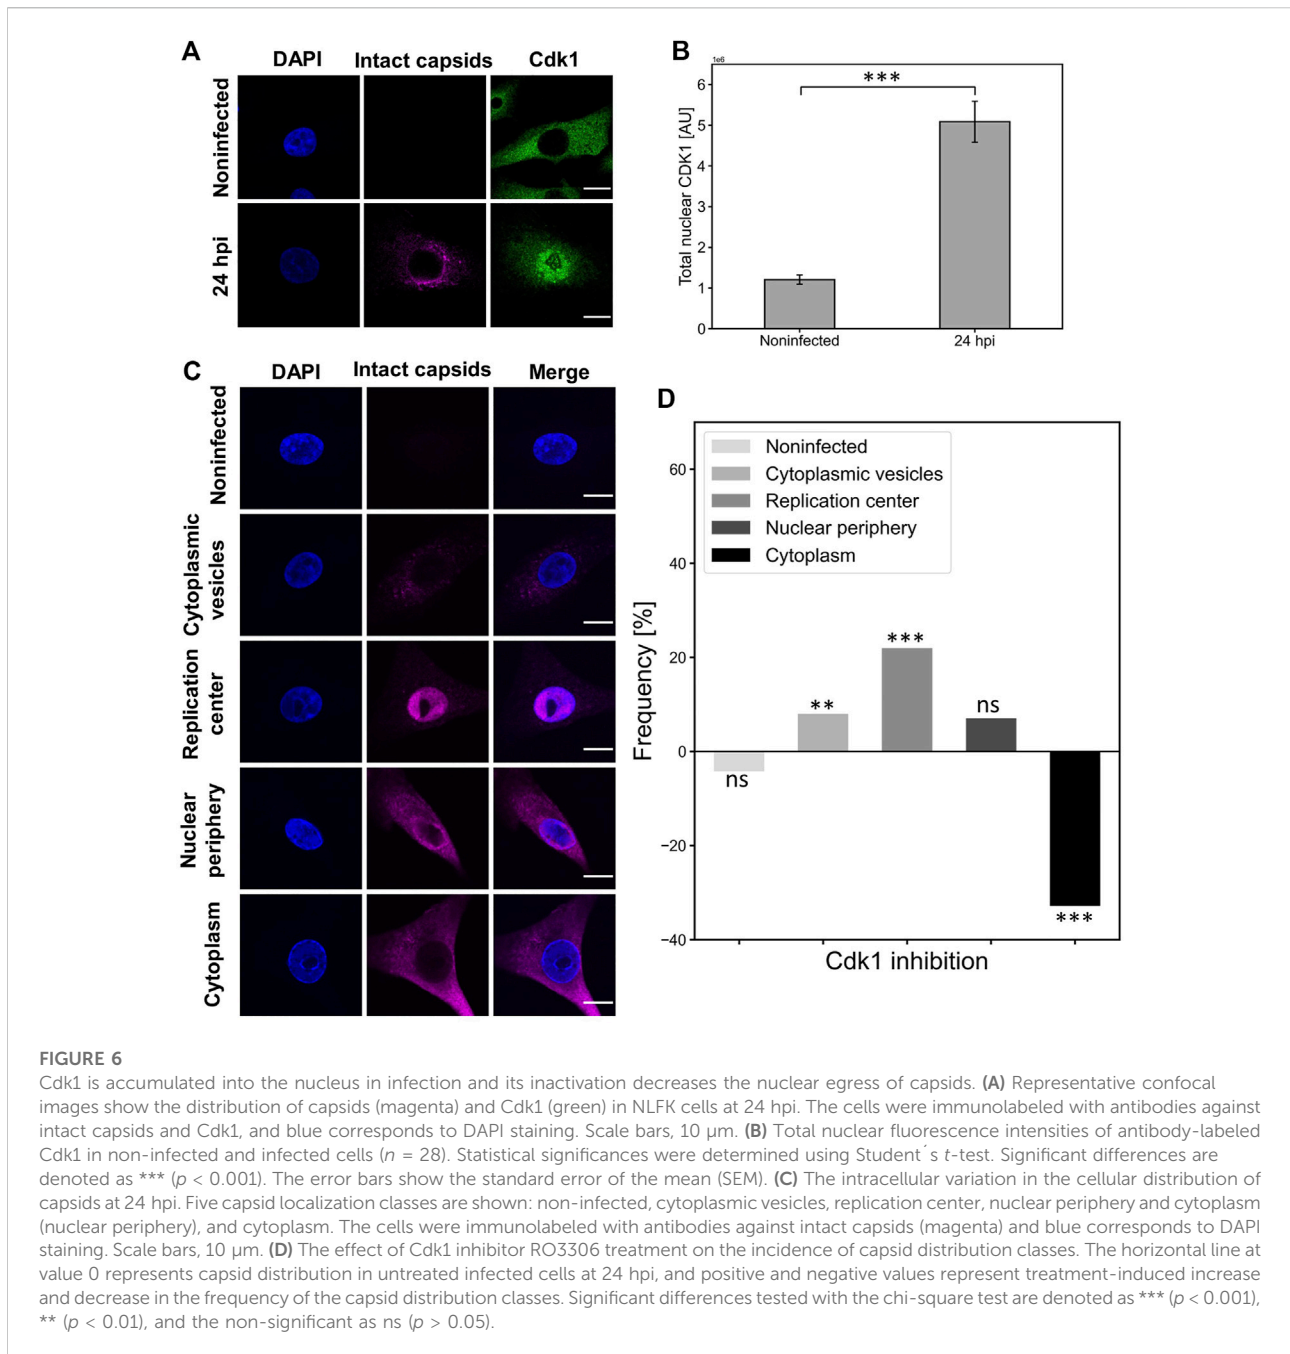 A
DAPI
Intact capsids
Cdk1
Noninfected
24 hpi
B
1e6
***
Total nuclear CDK1 [AU]
6
5
4
3
2
1
0
Noninfected
24 hpi
C
DAPI
Intact capsids
Merge
Noninfected
Cytoplasmic
vesicles
Replication
center
Nuclear
periphery
Cytoplasm
D
Noninfected
Cytoplasmic vesicles
Replication center
Nuclear periphery
Cytoplasm
Frequency [%]
60
40
20
0
−20
−40
ns
**
***
ns
***
Cdk1 inhibition
FIGURE 6
Cdk1 is accumulated into the nucleus in infection and its inactivation decreases the nuclear egress of capsids. (A) Representative confocal
images show the distribution of capsids (magenta) and Cdk1 (green) in NLFK cells at 24 hpi. The cells were immunolabeled with antibodies against
intact capsids and Cdk1, and blue corresponds to DAPI staining. Scale bars, 10 µm. (B) Total nuclear fluorescence intensities of antibody-labeled
Cdk1 in non-infected and infected cells (n = 28). Statistical significances were determined using Student´s t-test. Significant differences are
denoted as *** (p < 0.001). The error bars show the standard error of the mean (SEM). (C) The intracellular variation in the cellular distribution of
capsids at 24 hpi. Five capsid localization classes are shown: non-infected, cytoplasmic vesicles, replication center, nuclear periphery and cytoplasm
(nuclear periphery), and cytoplasm. The cells were immunolabeled with antibodies against intact capsids (magenta) and blue corresponds to DAPI
staining. Scale bars, 10 µm. (D) The effect of Cdk1 inhibitor RO3306 treatment on the incidence of capsid distribution classes. The horizontal line at
value 0 represents capsid distribution in untreated infected cells at 24 hpi, and positive and negative values represent treatment-induced increase
and decrease in the frequency of the capsid distribution classes. Significant differences tested with the chi-square test are denoted as *** (p < 0.001),
** (p < 0.01), and the non-significant as ns (p > 0.05).